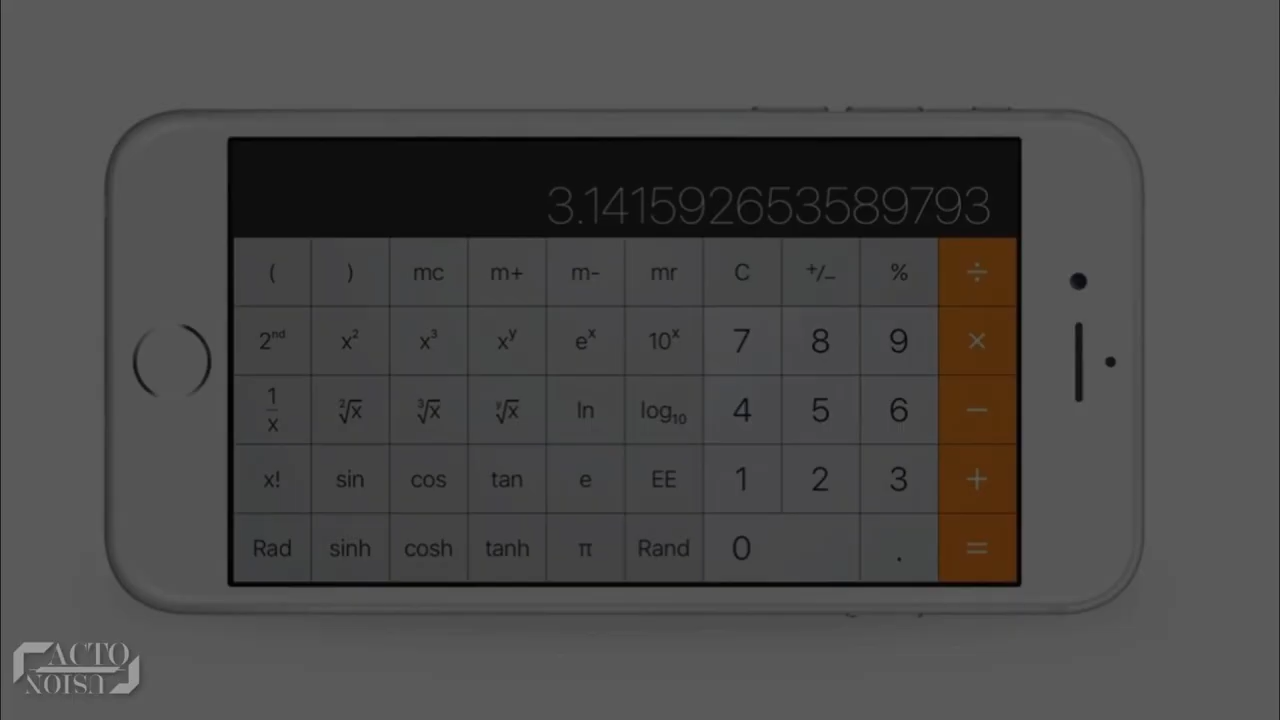 3.141592653589793
( ) mc m+ m- mr C +/− % ÷
2ⁿᵈ x² x³ xʸ eˣ 10ˣ 7 8 9 ×
1/x ²√x ³√x ʸ√x ln log₁₀ 4 5 6 −
x! sin cos tan e EE 1 2 3 +
Rad sinh cosh tanh π Rand 0 . =
ACTO